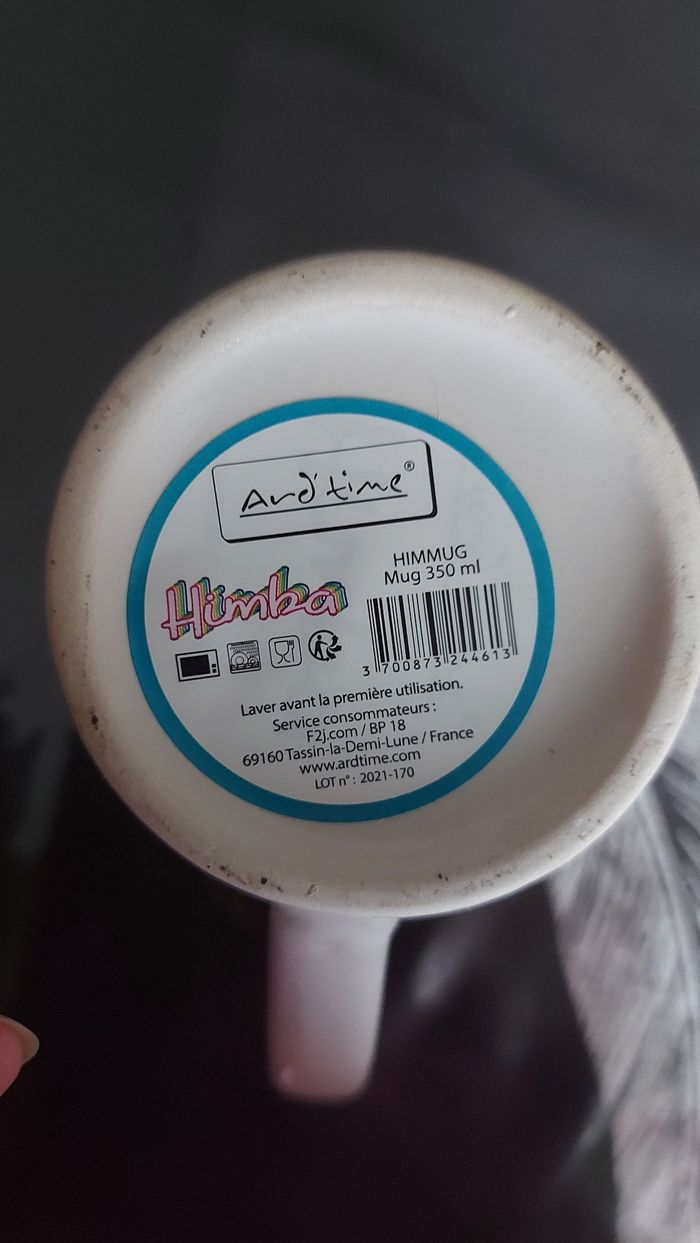 Ard'time®
Himba
HIMMUG
Mug 350 ml
3 700873 244613
Laver avant la première utilisation.
Service consommateurs :
F2j.com / BP 18
69160 Tassin-la-Demi-Lune / France
www.ardtime.com
LOT n° : 2021-170